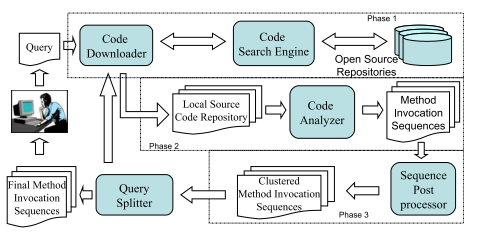 Phase 1
Query
Code
Downloader
Code
Search Engine
Open Source
Repositories
Local Source
Code Repository
Code
Analyzer
Method
Invocation
Sequences
Phase 2
Final Method
Invocation
Sequences
Query
Splitter
Clustered
Method Invocation
Sequences
Sequence
Post
processor
Phase 3